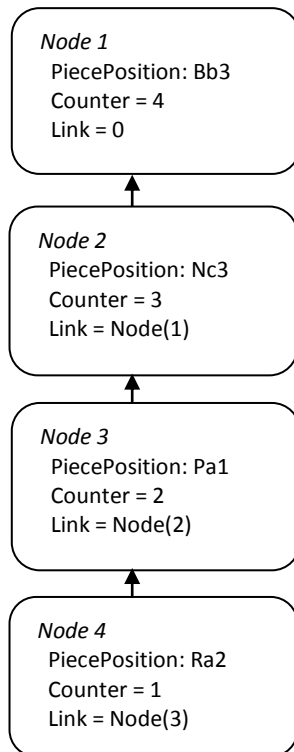 Node 1
PiecePosition: Bb3
Counter = 4
Link = 0
Node 2
PiecePosition: Nc3
Counter = 3
Link = Node(1)
Node 3
PiecePosition: Pa1
Counter = 2
Link = Node(2)
Node 4
PiecePosition: Ra2
Counter = 1
Link = Node(3)